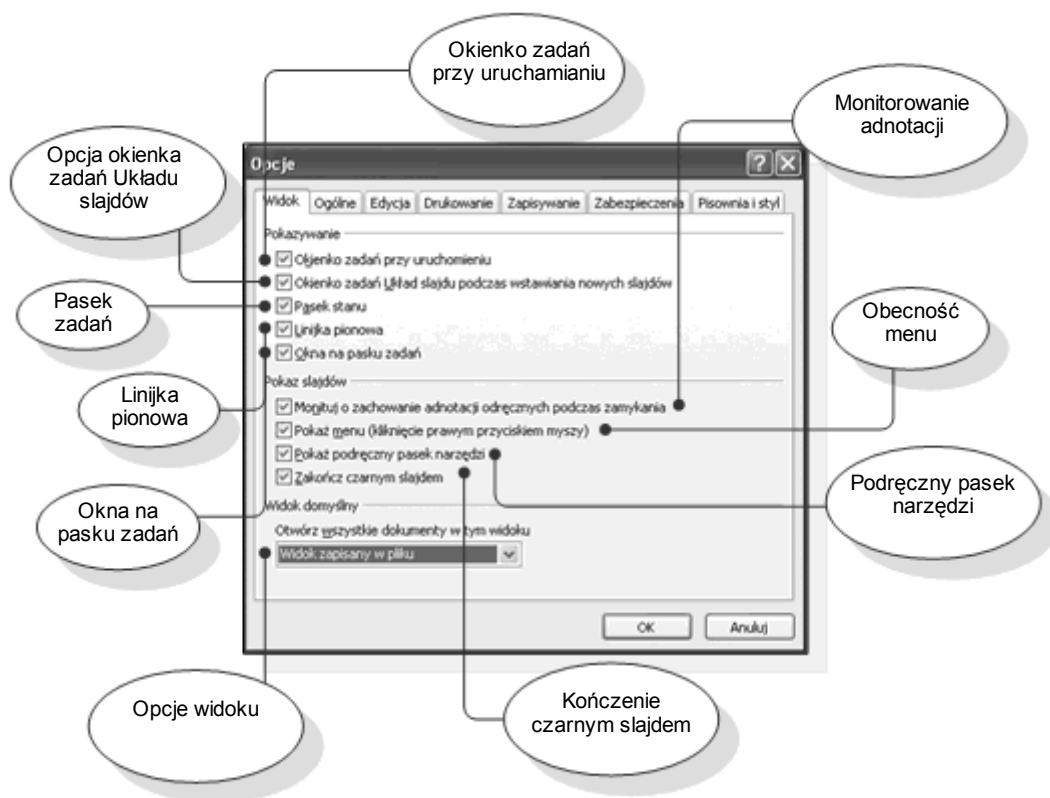 Okienko zadań
przy uruchamianiu
Monitorowanie
adnotacji
Opcja okienka
zadań Układu
slajdów
Pasek
zadań
Linijka
pionowa
Okna na
pasku zadań
Opcje widoku
Obecność
menu
Podręczny pasek
narzędzi
Kończenie
czarnym slajdem
Opcje
Widok Ogólne Edycja Drukowanie Zapisywanie Zabezpieczenia Pisownia i styl
Pokazywanie
Okienko zadań przy uruchomieniu
Okienko zadań Układ slajdu podczas wstawiania nowych slajdów
Pasek stanu
Linijka pionowa
Okna na pasku zadań
Pokaz slajdów
Monituj o zachowanie adnotacji odręcznych podczas zamykania
Pokaż menu (kliknięcie prawym przyciskiem myszy)
Pokaż podręczny pasek narzędzi
Zakończ czarnym slajdem
Widok domyślny
Otwórz wszystkie dokumenty w tym widoku
Widok zapisany w pliku
OK Anuluj